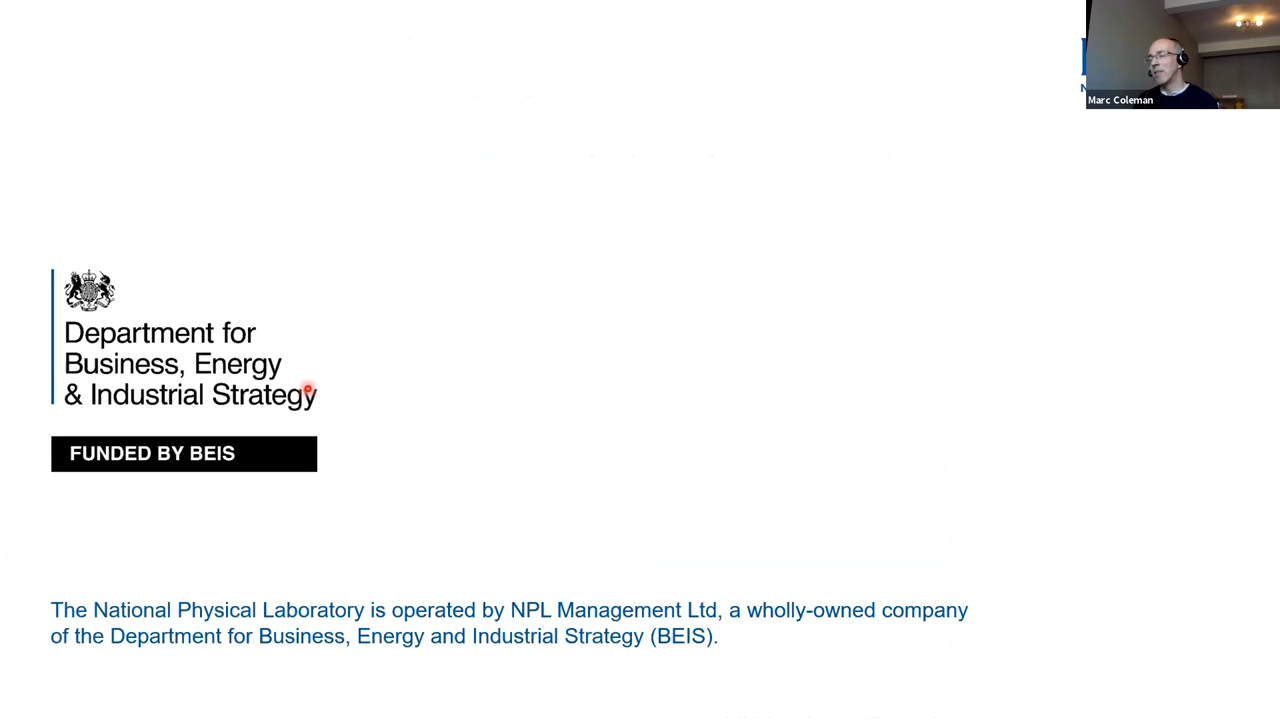 Marc Coleman
Department for
Business, Energy
& Industrial Strategy
FUNDED BY BEIS
The National Physical Laboratory is operated by NPL Management Ltd, a wholly-owned company
of the Department for Business, Energy and Industrial Strategy (BEIS).